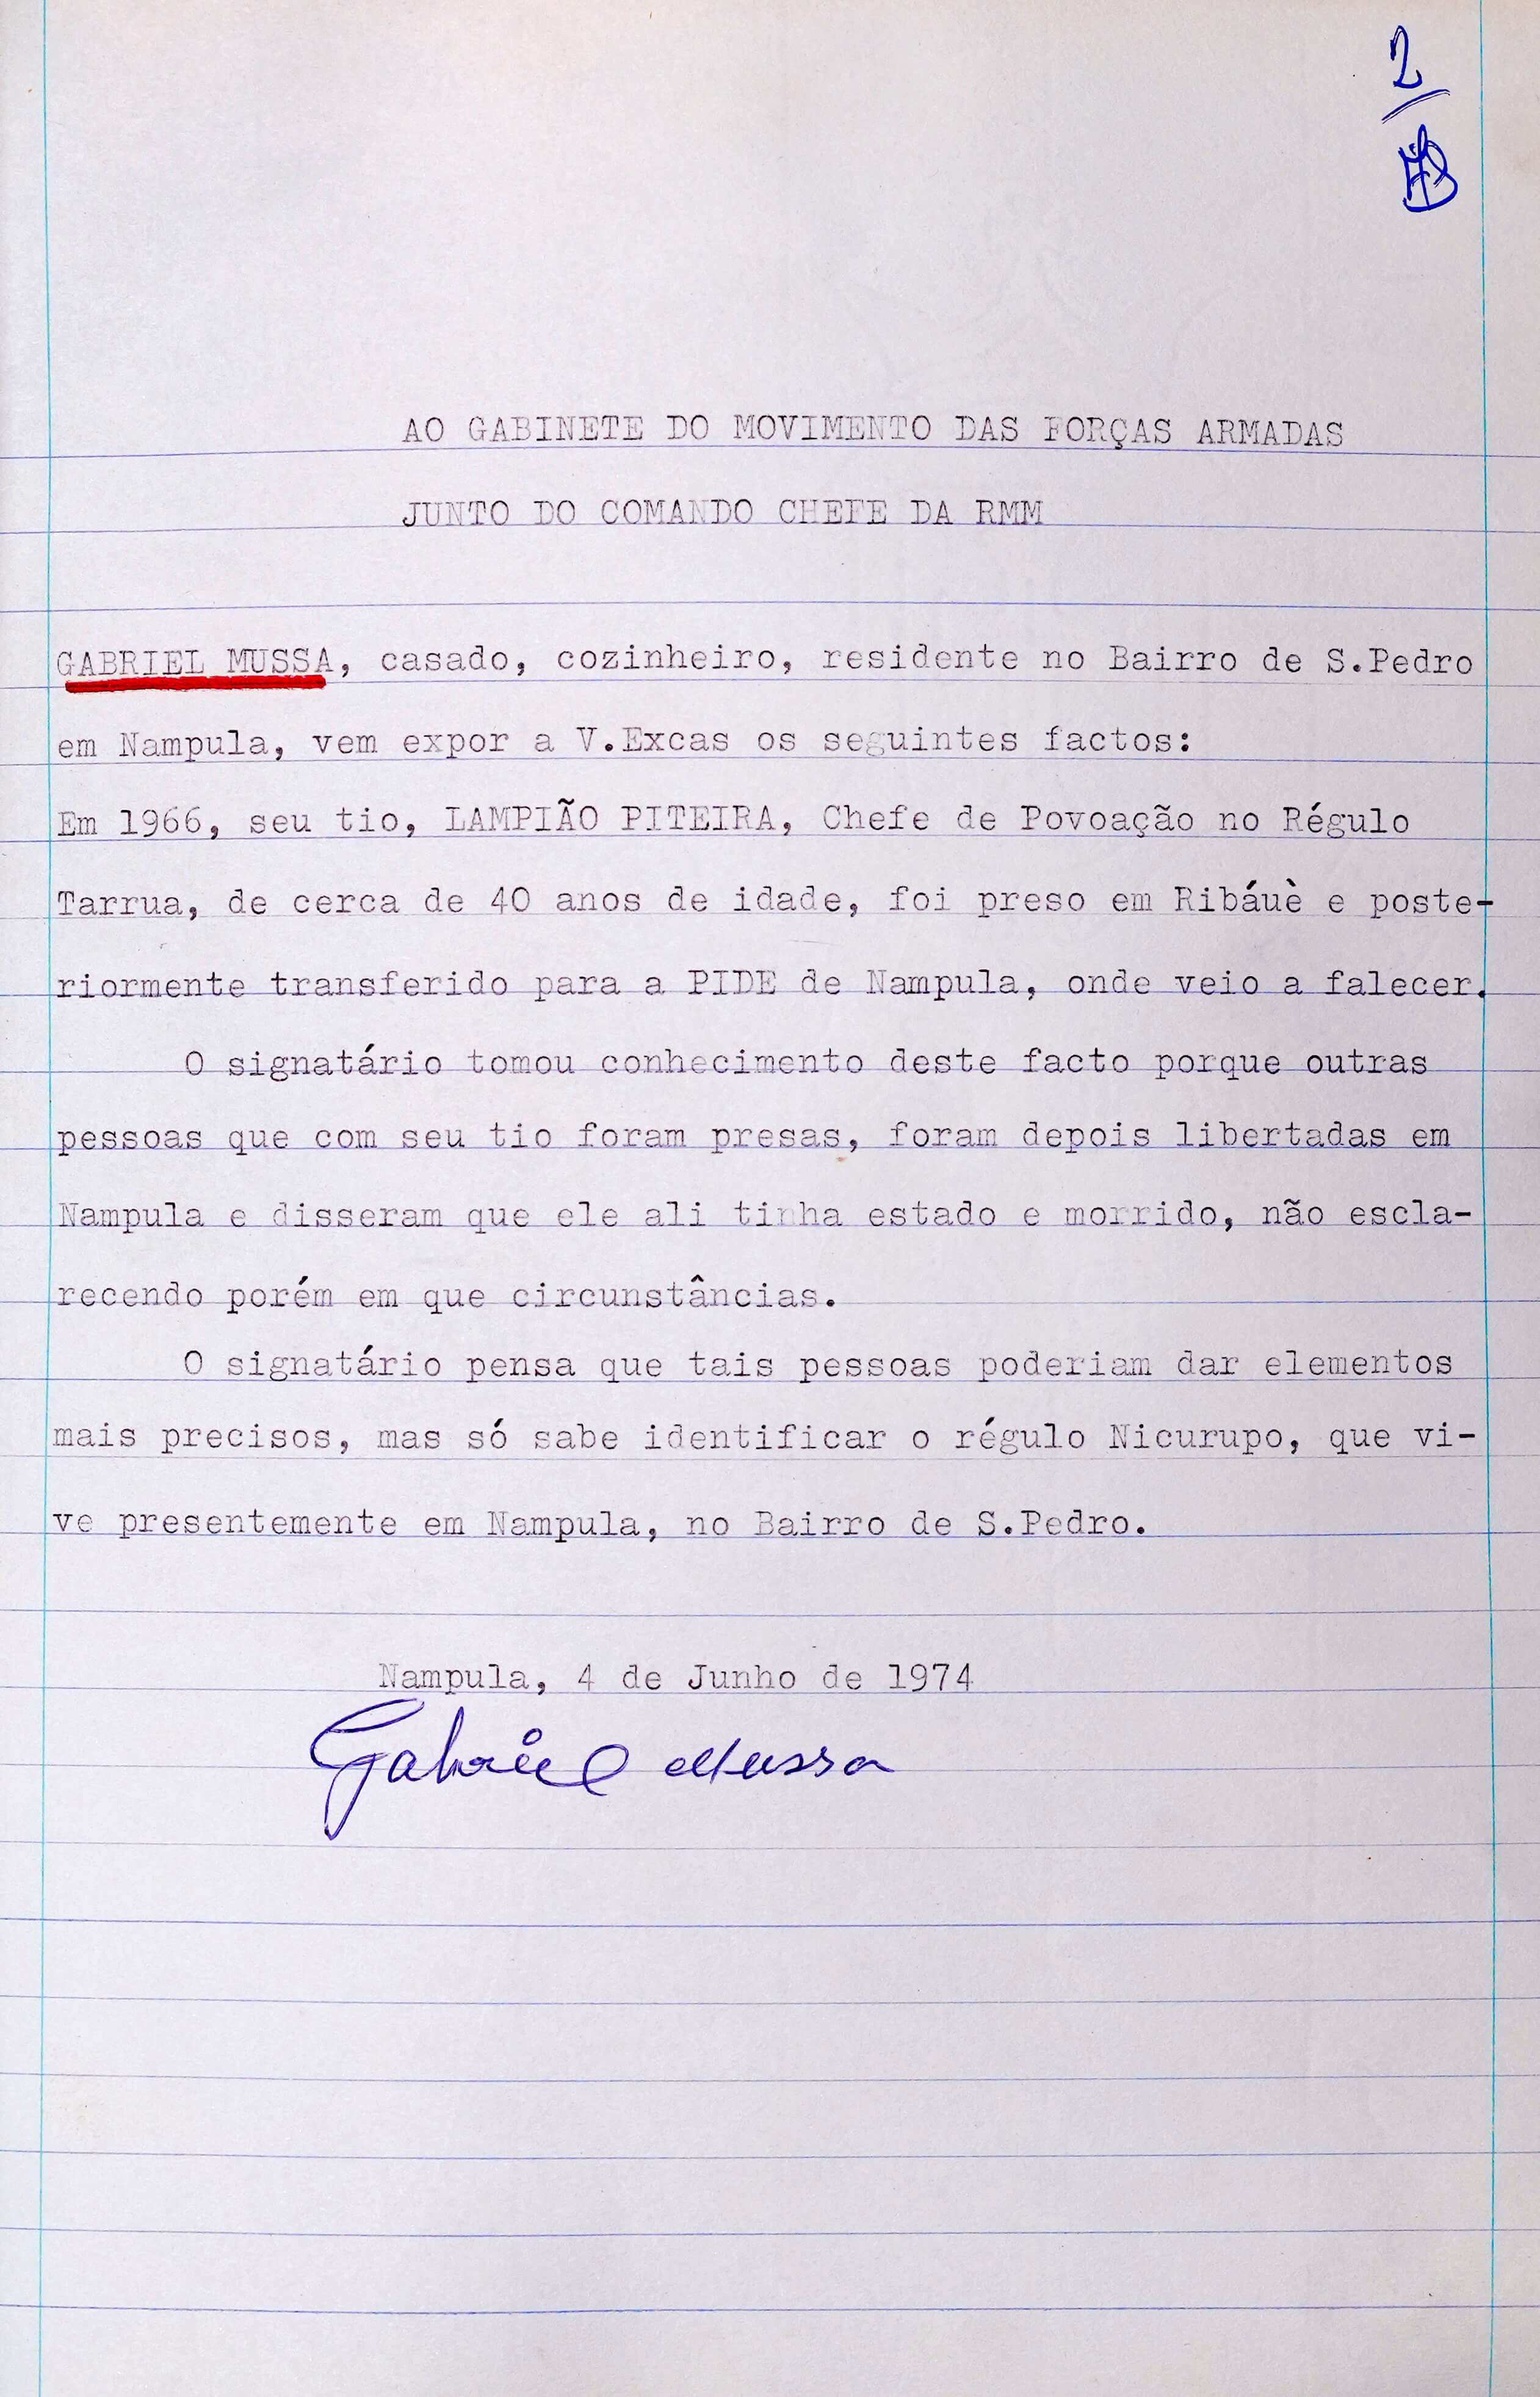 2
AO GABINETE DO MOVIMENTO DAS FORÇAS ARMADAS
JUNTO DO COMANDO CHEFE DA RMM
GABRIEL MUSSA, casado, cozinheiro, residente no Bairro de S.Pedro
em Nampula, vem expor a V.Excas os seguintes factos:
Em 1966, seu tio, LAMPIÃO PITEIRA, Chefe de Povoação no Régulo
Tarrua, de cerca de 40 anos de idade, foi preso em Ribáuè e poste-
riormente transferido para a PIDE de Nampula, onde veio a falecer.
O signatário tomou conhecimento deste facto porque outras
pessoas que com seu tio foram presas, foram depois libertadas em
Nampula e disseram que ele ali tinha estado e morrido, não escla-
recendo porém em que circunstâncias.
O signatário pensa que tais pessoas poderiam dar elementos
mais precisos, mas só sabe identificar o régulo Nicurupo, que vi-
ve presentemente em Nampula, no Bairro de S.Pedro.
Nampula, 4 de Junho de 1974
Gabriel Mussa